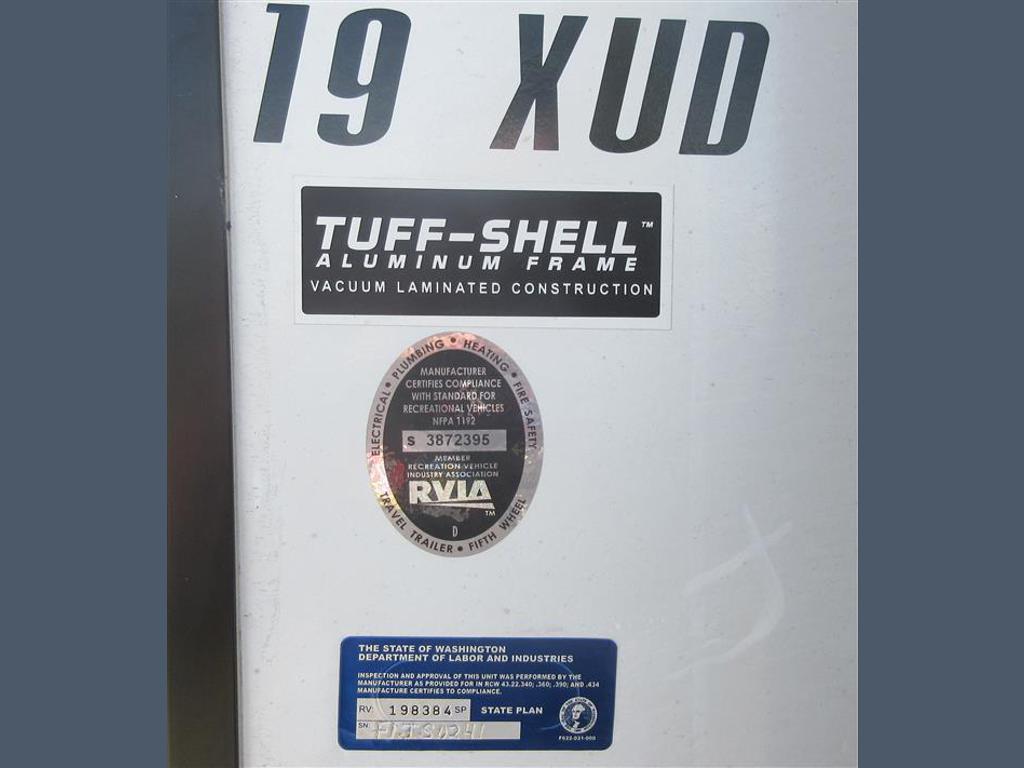 19 XUD
TUFF-SHELL™
ALUMINUM FRAME
VACUUM LAMINATED CONSTRUCTION
ELECTRICAL • PLUMBING • HEATING • FIRE SAFETY
MANUFACTURER
CERTIFIES COMPLIANCE
WITH STANDARD FOR
RECREATIONAL VEHICLES
NFPA 1192
S 3872395
MEMBER
RECREATION VEHICLE
INDUSTRY ASSOCIATION
RVIA
TM
D
TRAVEL TRAILER • FIFTH WHEEL
THE STATE OF WASHINGTON
DEPARTMENT OF LABOR AND INDUSTRIES
INSPECTION AND APPROVAL OF THIS UNIT WAS PERFORMED BY THE
MANUFACTURER AS PROVIDED FOR IN RCW 43.22.340; .360; .390; AND .434
MANUFACTURE CERTIFIES TO COMPLIANCE.
RV: 198384 SP STATE PLAN
SN:
F622-031-000